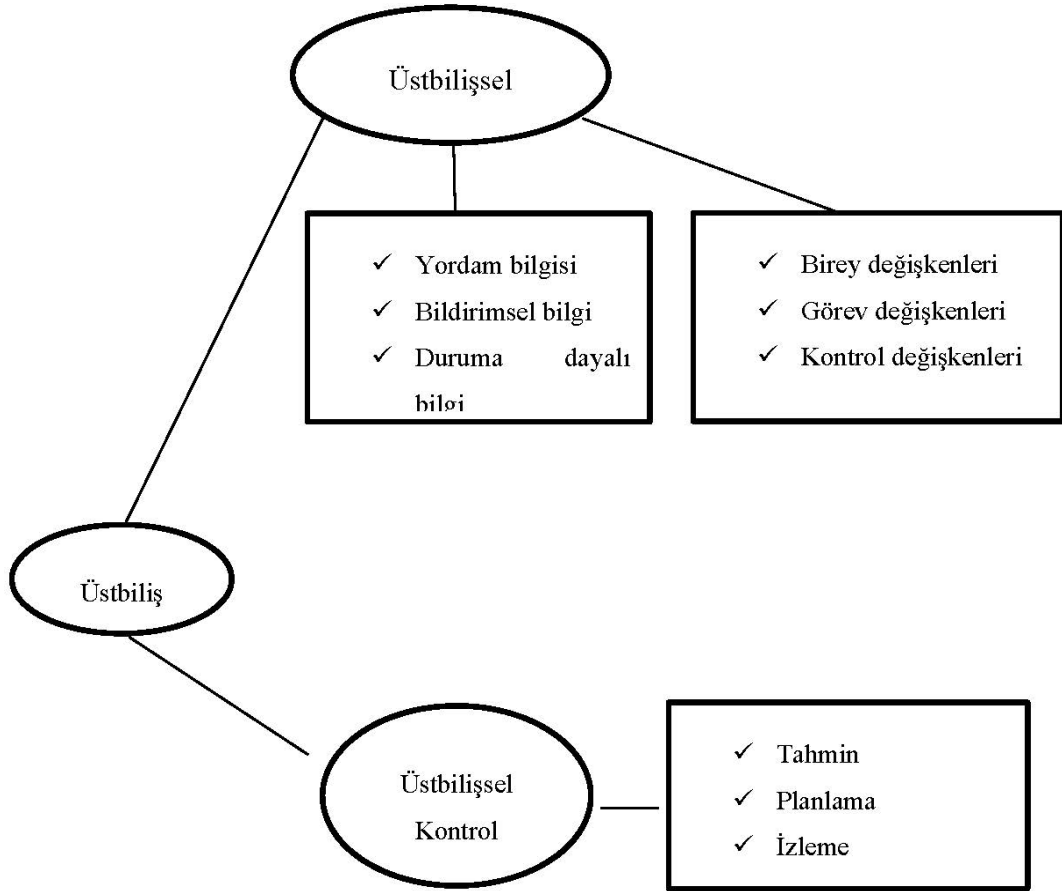 Üstbilişsel
Yordam bilgisi
Bildirimsel bilgi
Duruma dayalı
bilgi
Birey değişkenleri
Görev değişkenleri
Kontrol değişkenleri
Üstbiliş
Üstbilişsel
Kontrol
Tahmin
Planlama
İzleme